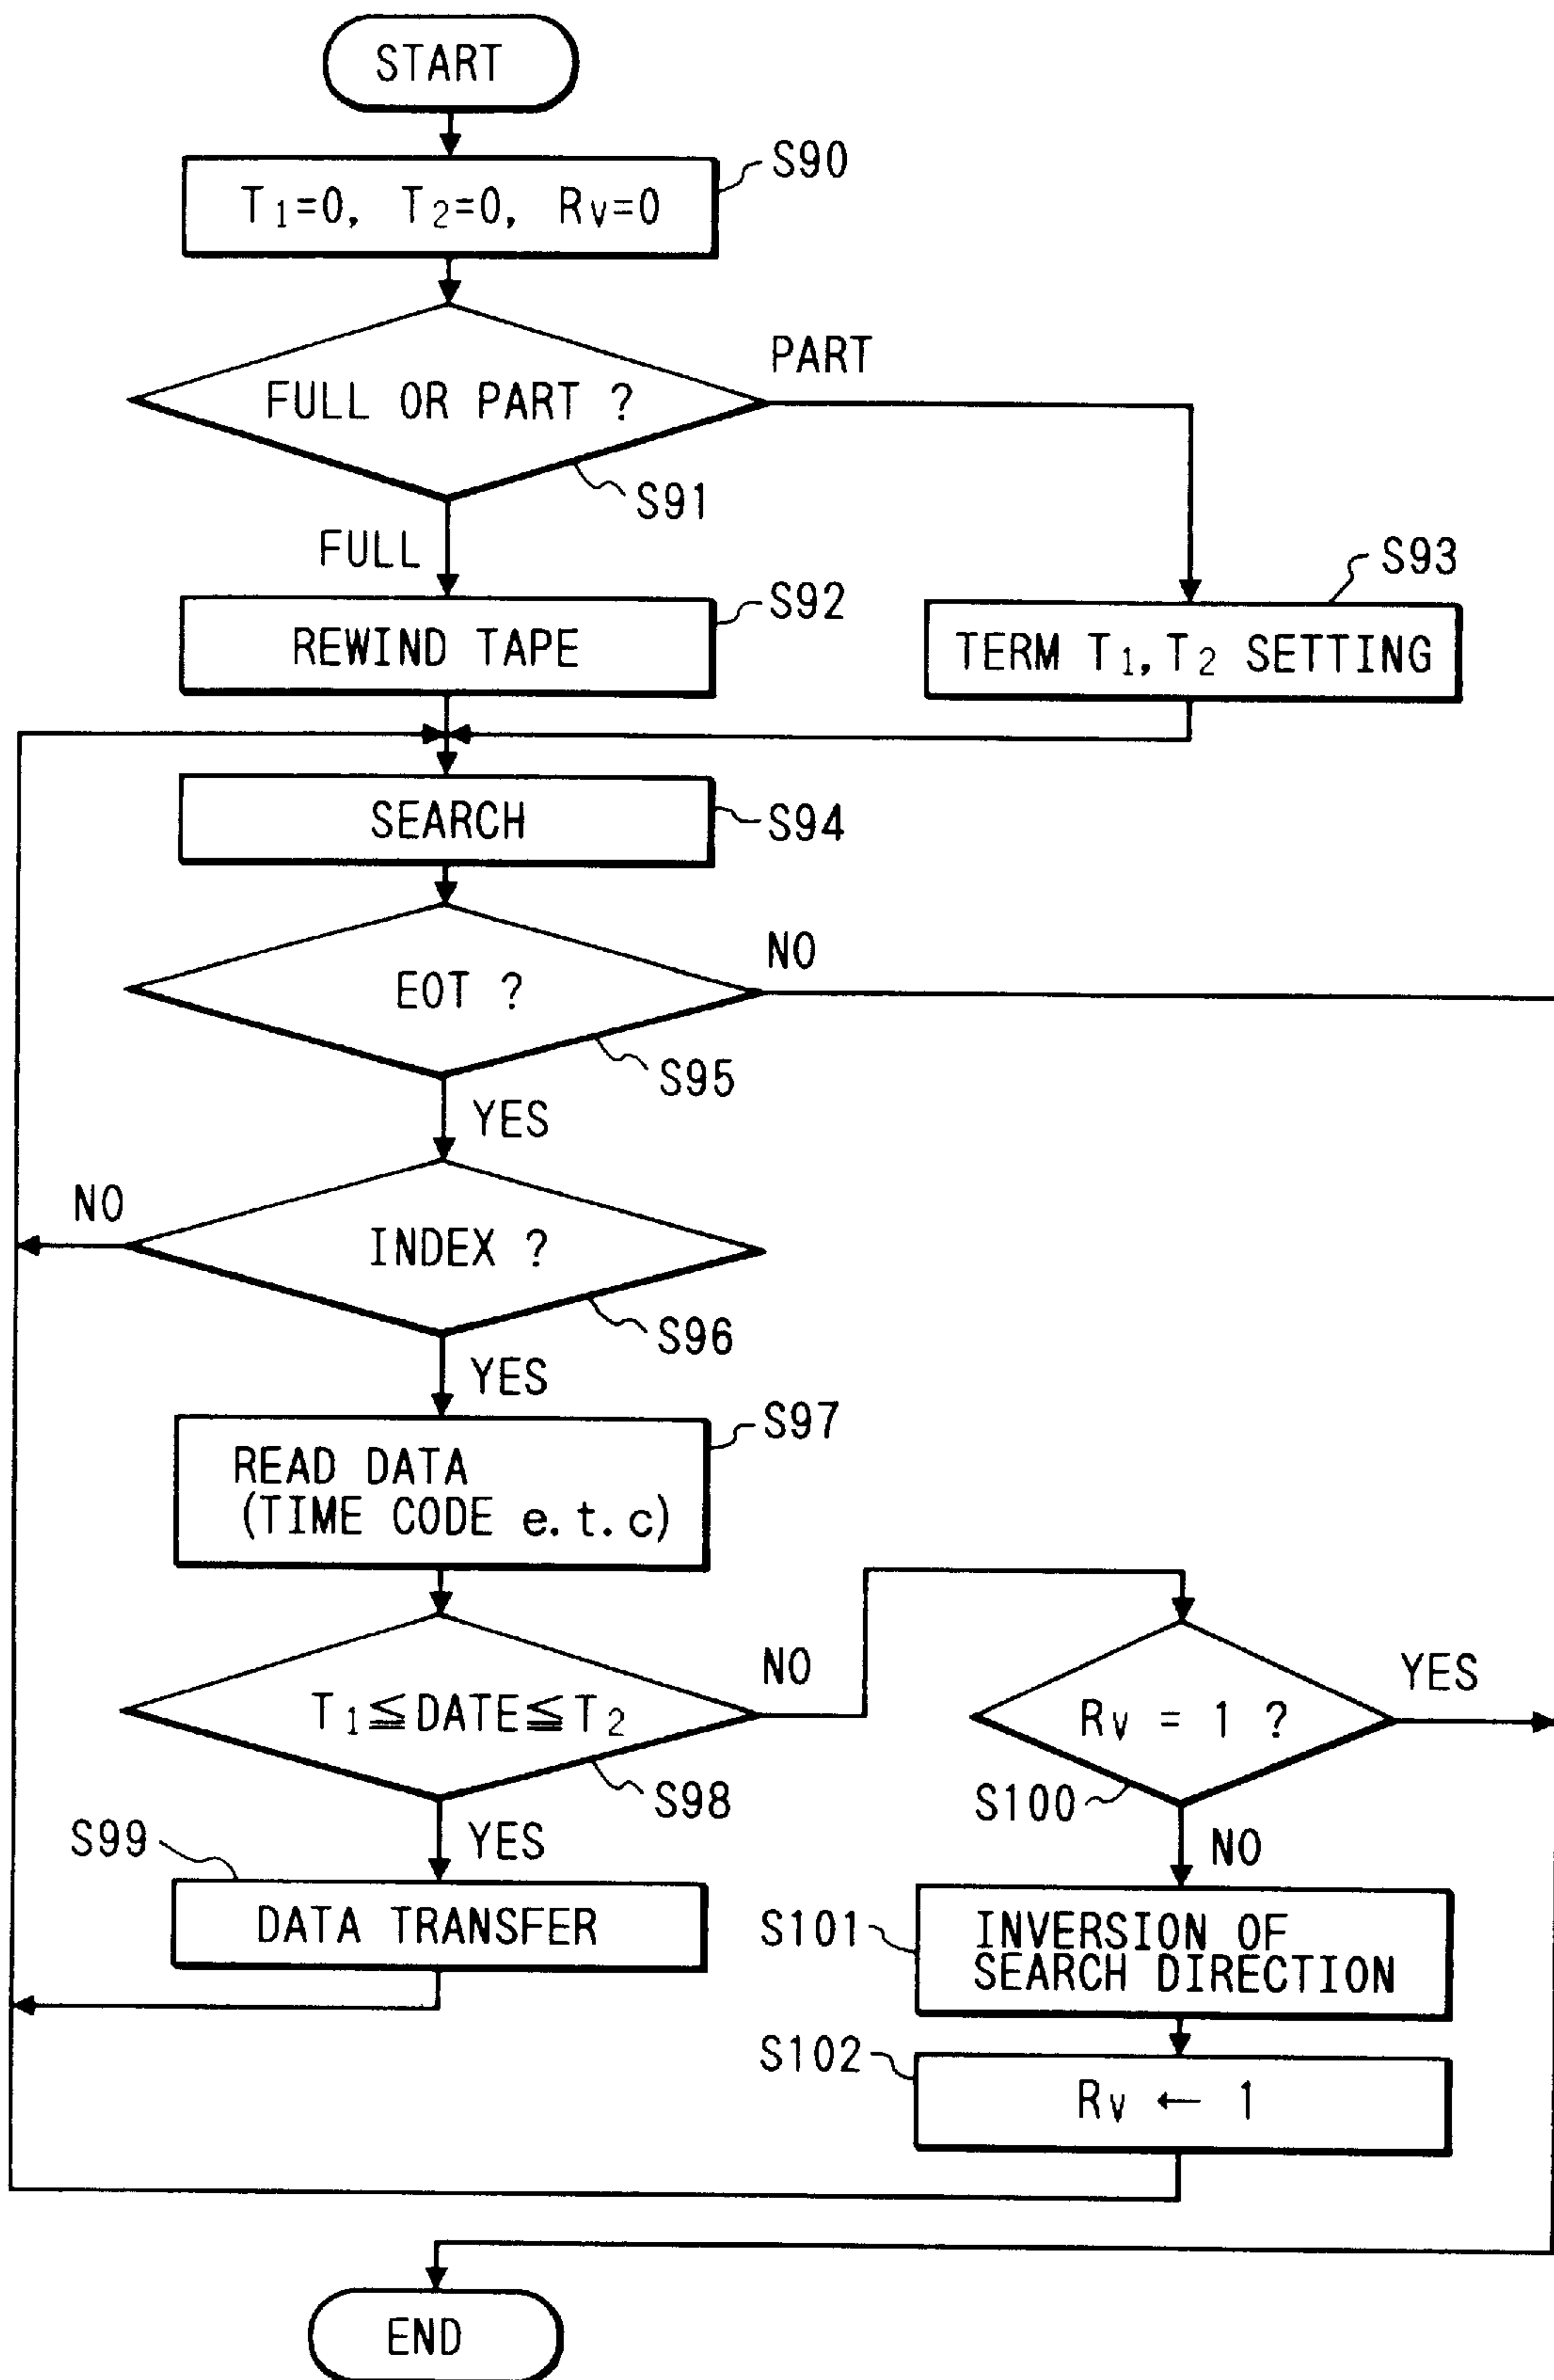 START
S90
T₁=0, T₂=0, Rv=0
PART
FULL OR PART ?
S91
FULL
S93
S92
REWIND TAPE
TERM T₁, T₂ SETTING
SEARCH
S94
NO
EOT ?
S95
YES
NO
INDEX ?
S96
YES
S97
READ DATA
(TIME CODE e.t.c)
NO
YES
T₁≦DATE≦T₂
Rv = 1 ?
S98
S100
S99
YES
NO
DATA TRANSFER
S101
INVERSION OF
SEARCH DIRECTION
S102
Rv ← 1
END